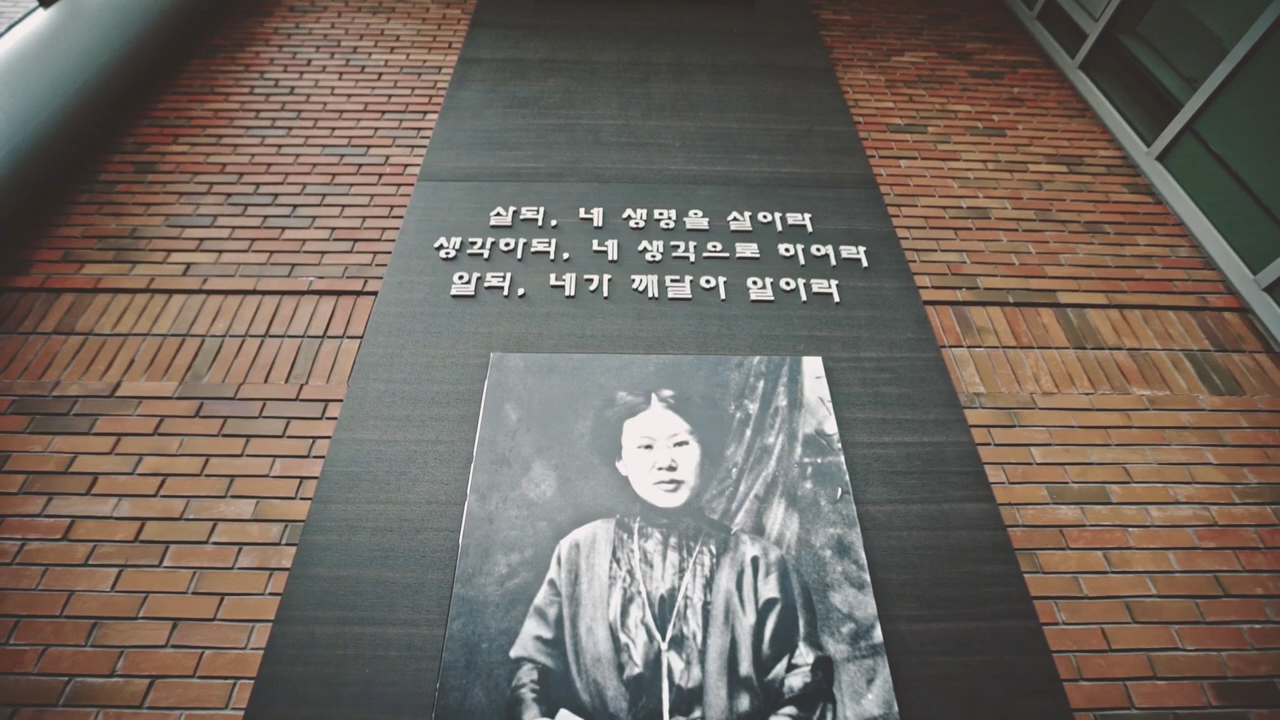 살되, 네 생명을 살아라
생각하되, 네 생각으로 하여라
알되, 네가 깨달아 알아라